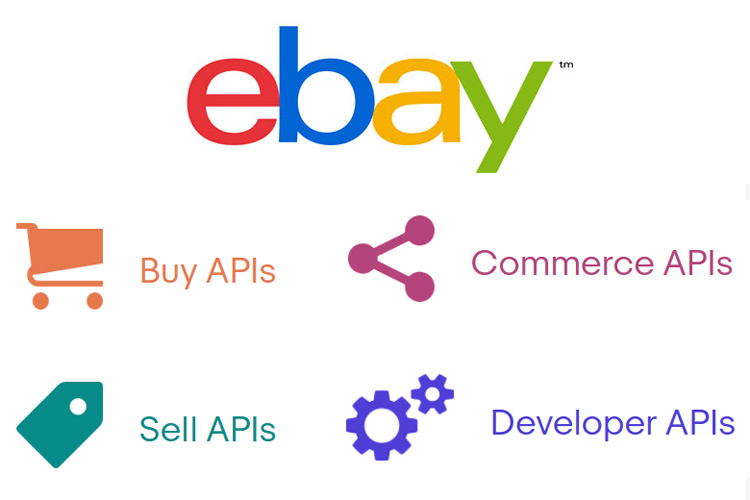 ebay™
Buy APIs
Commerce APIs
Sell APIs
Developer APIs